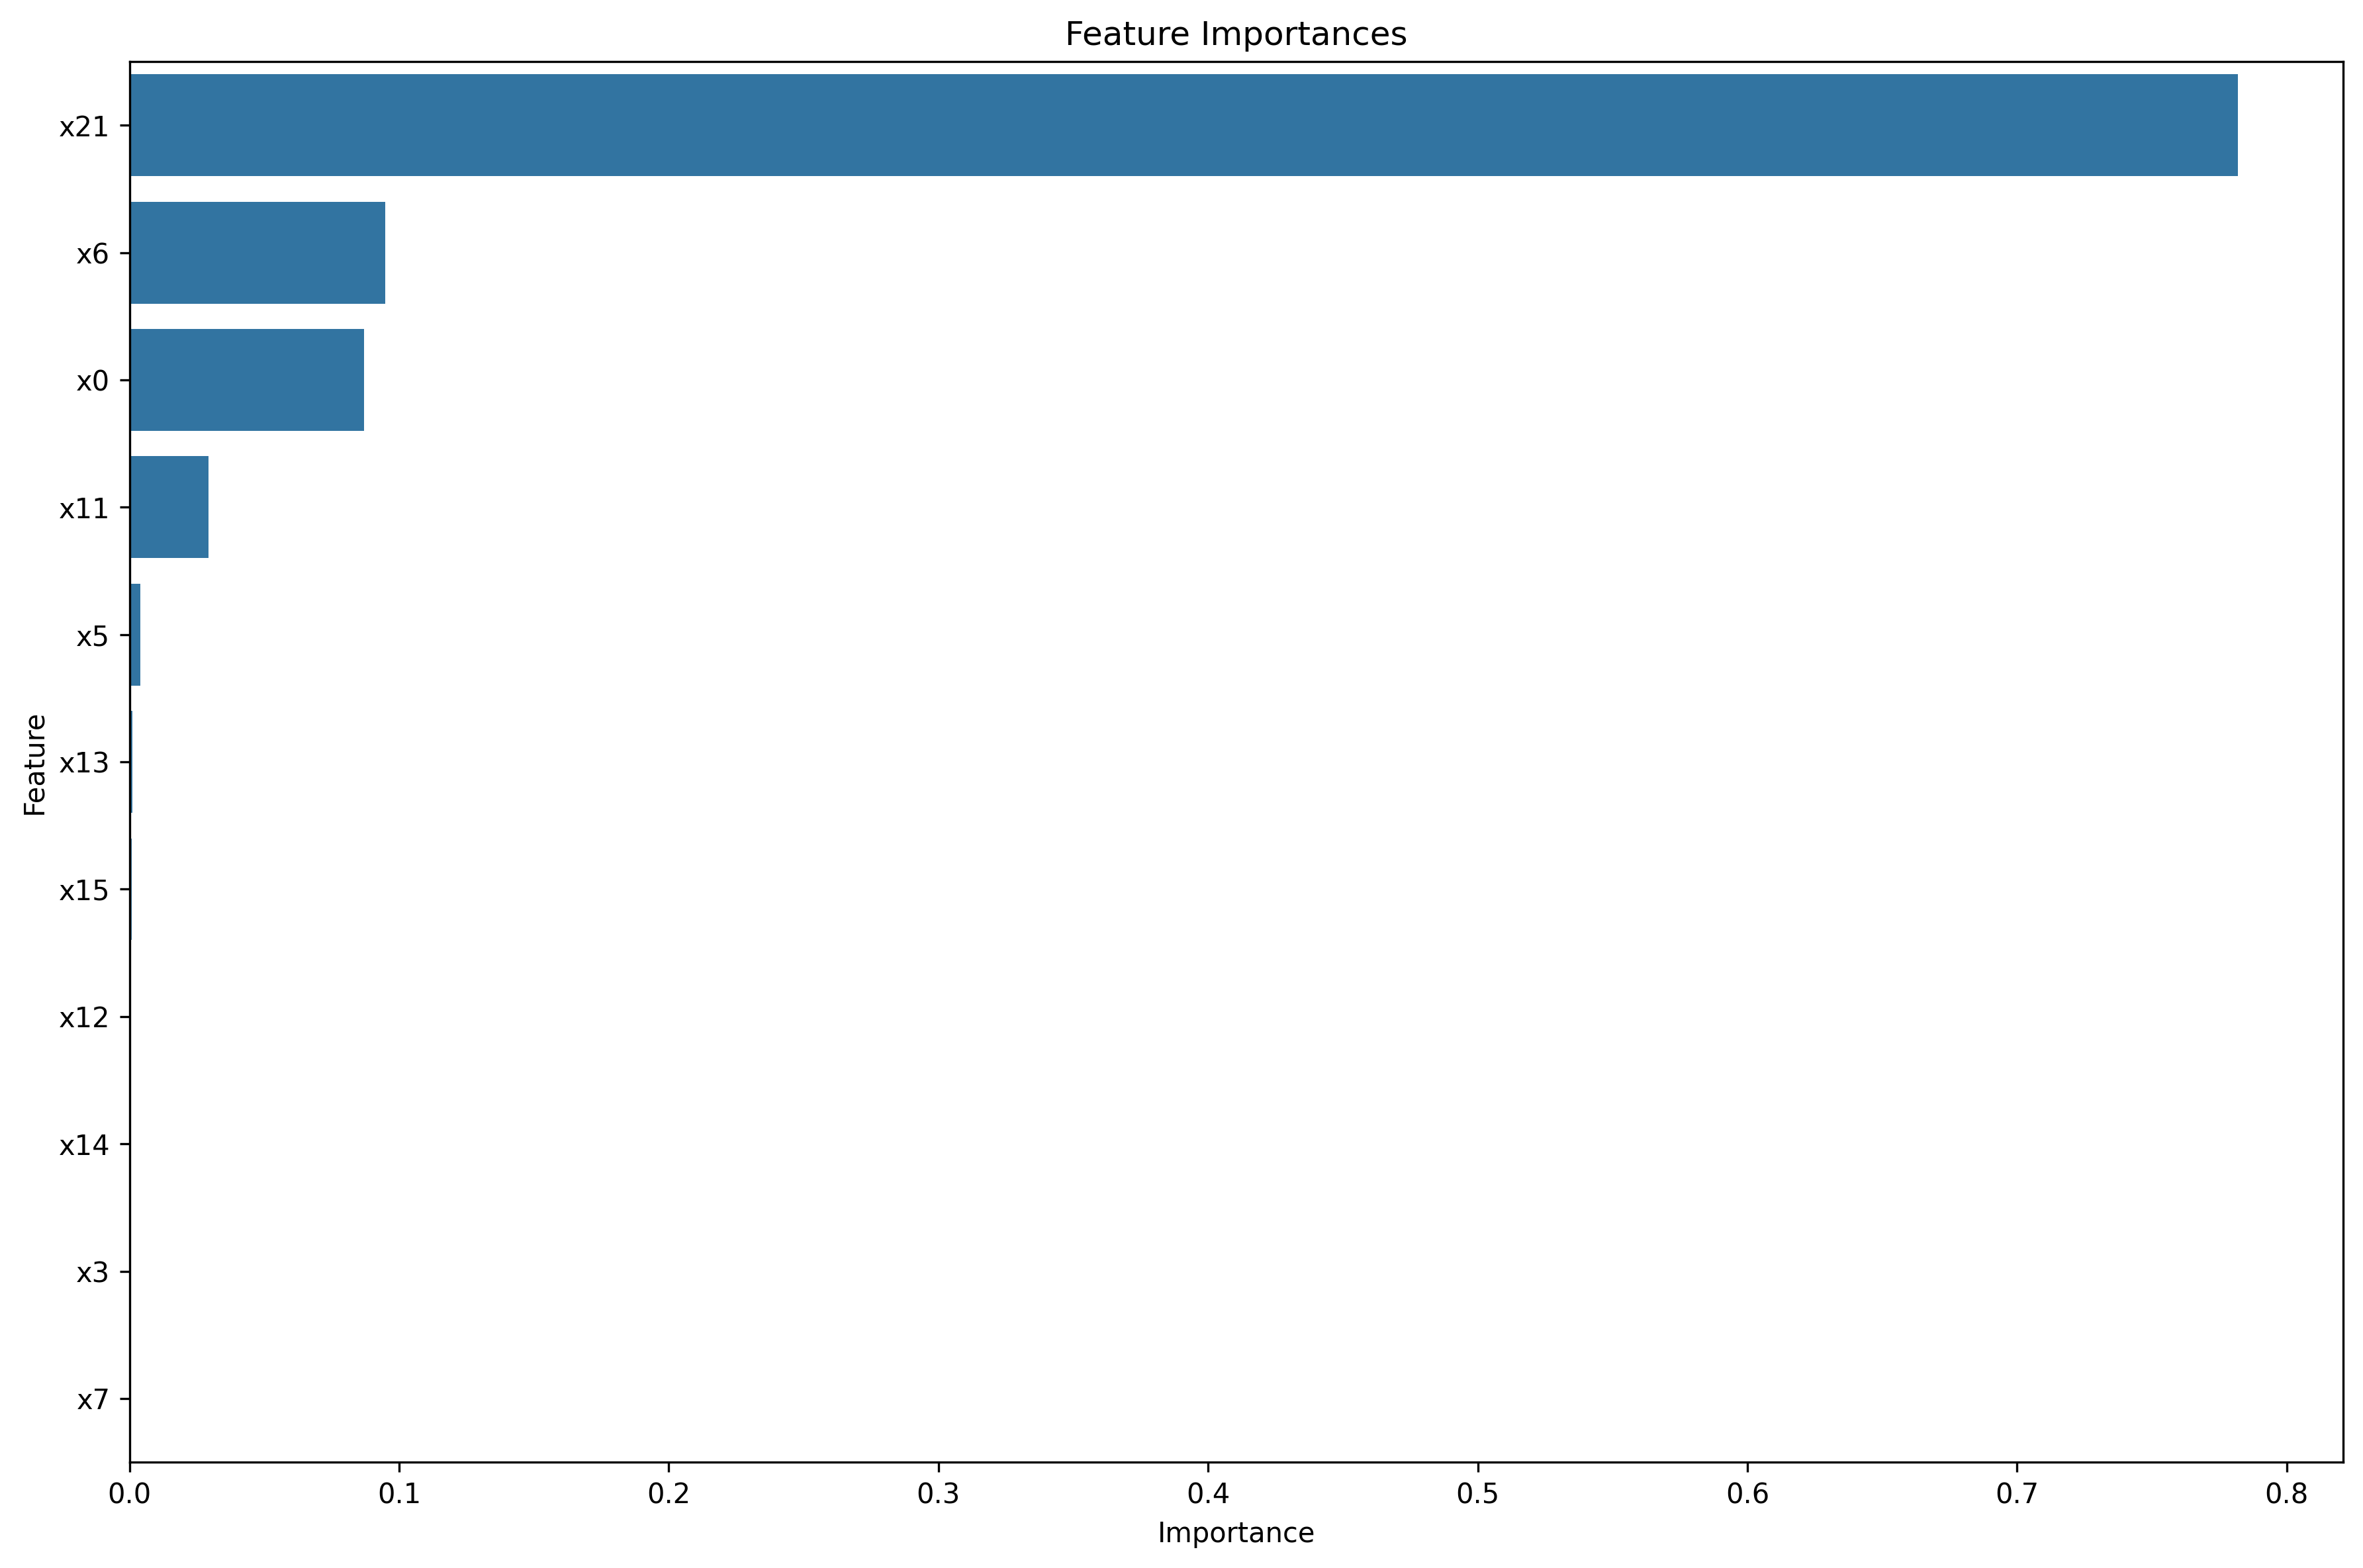 Feature Importances
x21
x6
x0
x11
x5
x13
x15
x12
x14
x3
x7
Feature
0.0 0.1 0.2 0.3 0.4 0.5 0.6 0.7 0.8
Importance